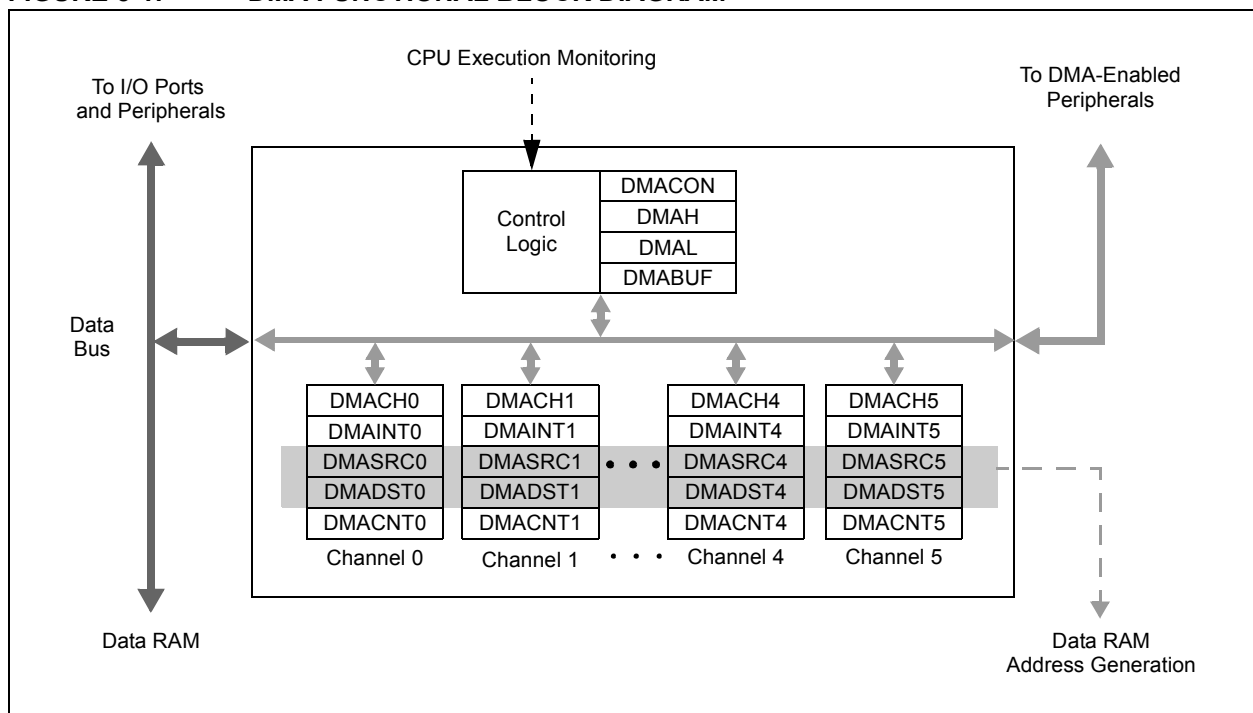 CPU Execution Monitoring
To I/O Ports
and Peripherals
To DMA-Enabled
Peripherals
Control
Logic
DMACON
DMAH
DMAL
DMABUF
Data
Bus
DMACH0
DMAINT0
DMASRC0
DMADST0
DMACNT0
Channel 0
DMACH1
DMAINT1
DMASRC1
DMADST1
DMACNT1
Channel 1
DMACH4
DMAINT4
DMASRC4
DMADST4
DMACNT4
Channel 4
DMACH5
DMAINT5
DMASRC5
DMADST5
DMACNT5
Channel 5
Data RAM
Data RAM
Address Generation